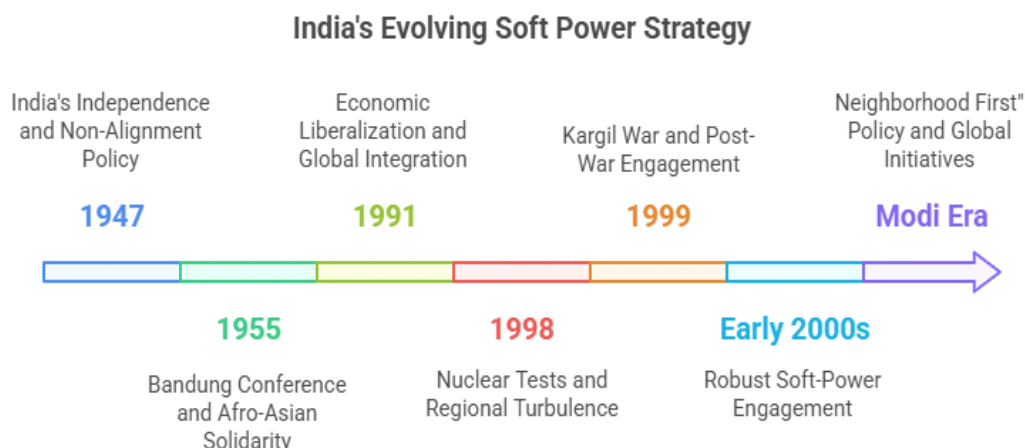 India's Evolving Soft Power Strategy
India's Independence
and Non-Alignment
Policy
1947
Economic
Liberalization and
Global Integration
1991
Kargil War and Post-
War Engagement
1999
Neighborhood First"
Policy and Global
Initiatives
Modi Era
1955
Bandung Conference
and Afro-Asian
Solidarity
1998
Nuclear Tests and
Regional Turbulence
Early 2000s
Robust Soft-Power
Engagement